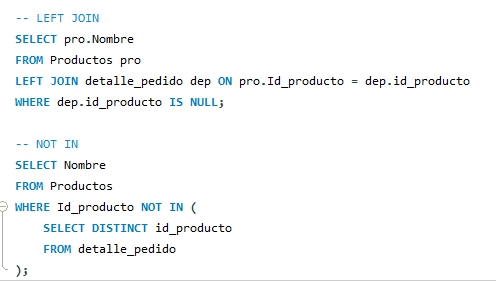 -- LEFT JOIN
SELECT pro.Nombre
FROM Productos pro
LEFT JOIN detalle_pedido dep ON pro.Id_producto = dep.id_producto
WHERE dep.id_producto IS NULL;
-- NOT IN
SELECT Nombre
FROM Productos
WHERE Id_producto NOT IN (
SELECT DISTINCT id_producto
FROM detalle_pedido
);